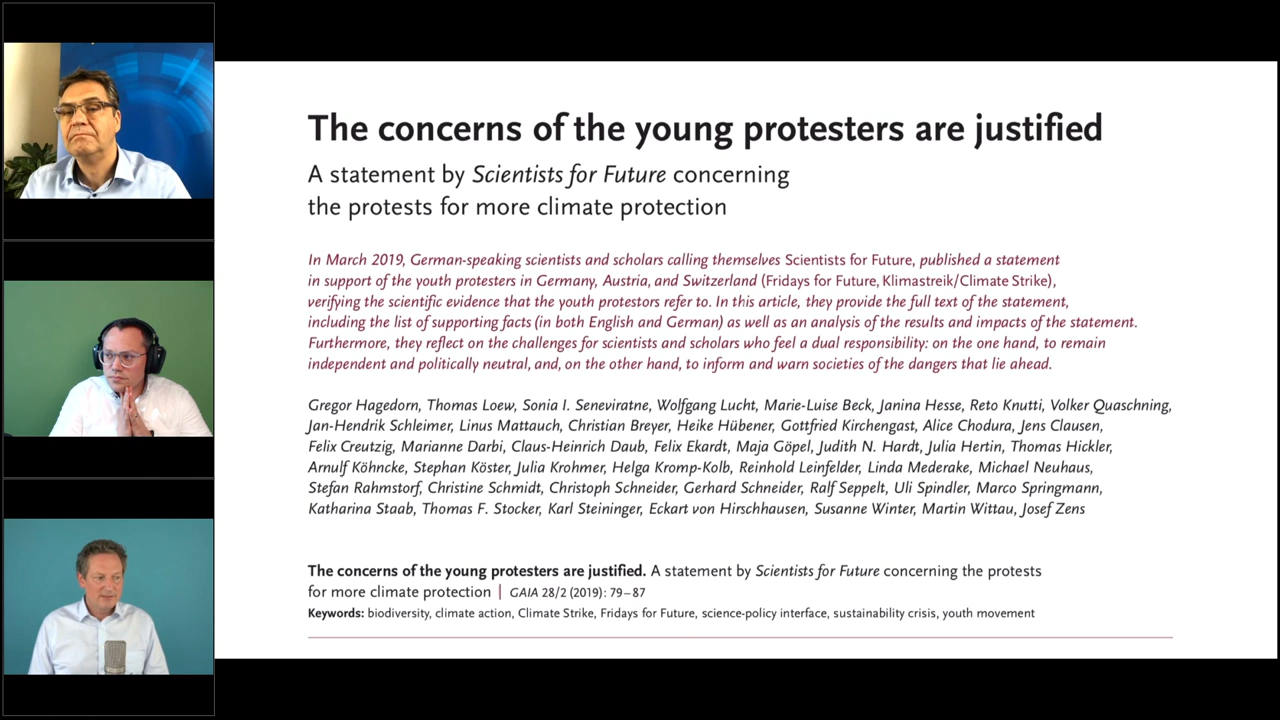 The concerns of the young protesters are justified
A statement by Scientists for Future concerning
the protests for more climate protection
In March 2019, German-speaking scientists and scholars calling themselves Scientists for Future, published a statement
in support of the youth protesters in Germany, Austria, and Switzerland (Fridays for Future, Klimastreik/Climate Strike),
verifying the scientific evidence that the youth protestors refer to. In this article, they provide the full text of the statement,
including the list of supporting facts (in both English and German) as well as an analysis of the results and impacts of the statement.
Furthermore, they reflect on the challenges for scientists and scholars who feel a dual responsibility: on the one hand, to remain
independent and politically neutral, and, on the other hand, to inform and warn societies of the dangers that lie ahead.
Gregor Hagedorn, Thomas Loew, Sonia I. Seneviratne, Wolfgang Lucht, Marie-Luise Beck, Janina Hesse, Reto Knutti, Volker Quaschning,
Jan-Hendrik Schleimer, Linus Mattauch, Christian Breyer, Heike Hübener, Gottfried Kirchengast, Alice Chodura, Jens Clausen,
Felix Creutzig, Marianne Darbi, Claus-Heinrich Daub, Felix Ekardt, Maja Göpel, Judith N. Hardt, Julia Hertin, Thomas Hickler,
Arnulf Köhncke, Stephan Köster, Julia Krohmer, Helga Kromp-Kolb, Reinhold Leinfelder, Linda Mederake, Michael Neuhaus,
Stefan Rahmstorf, Christine Schmidt, Christoph Schneider, Gerhard Schneider, Ralf Seppelt, Uli Spindler, Marco Springmann,
Katharina Staab, Thomas F. Stocker, Karl Steininger, Eckart von Hirschhausen, Susanne Winter, Martin Wittau, Josef Zens
The concerns of the young protesters are justified. A statement by Scientists for Future concerning the protests
for more climate protection | GAIA 28/2 (2019): 79–87
Keywords: biodiversity, climate action, Climate Strike, Fridays for Future, science-policy interface, sustainability crisis, youth movement